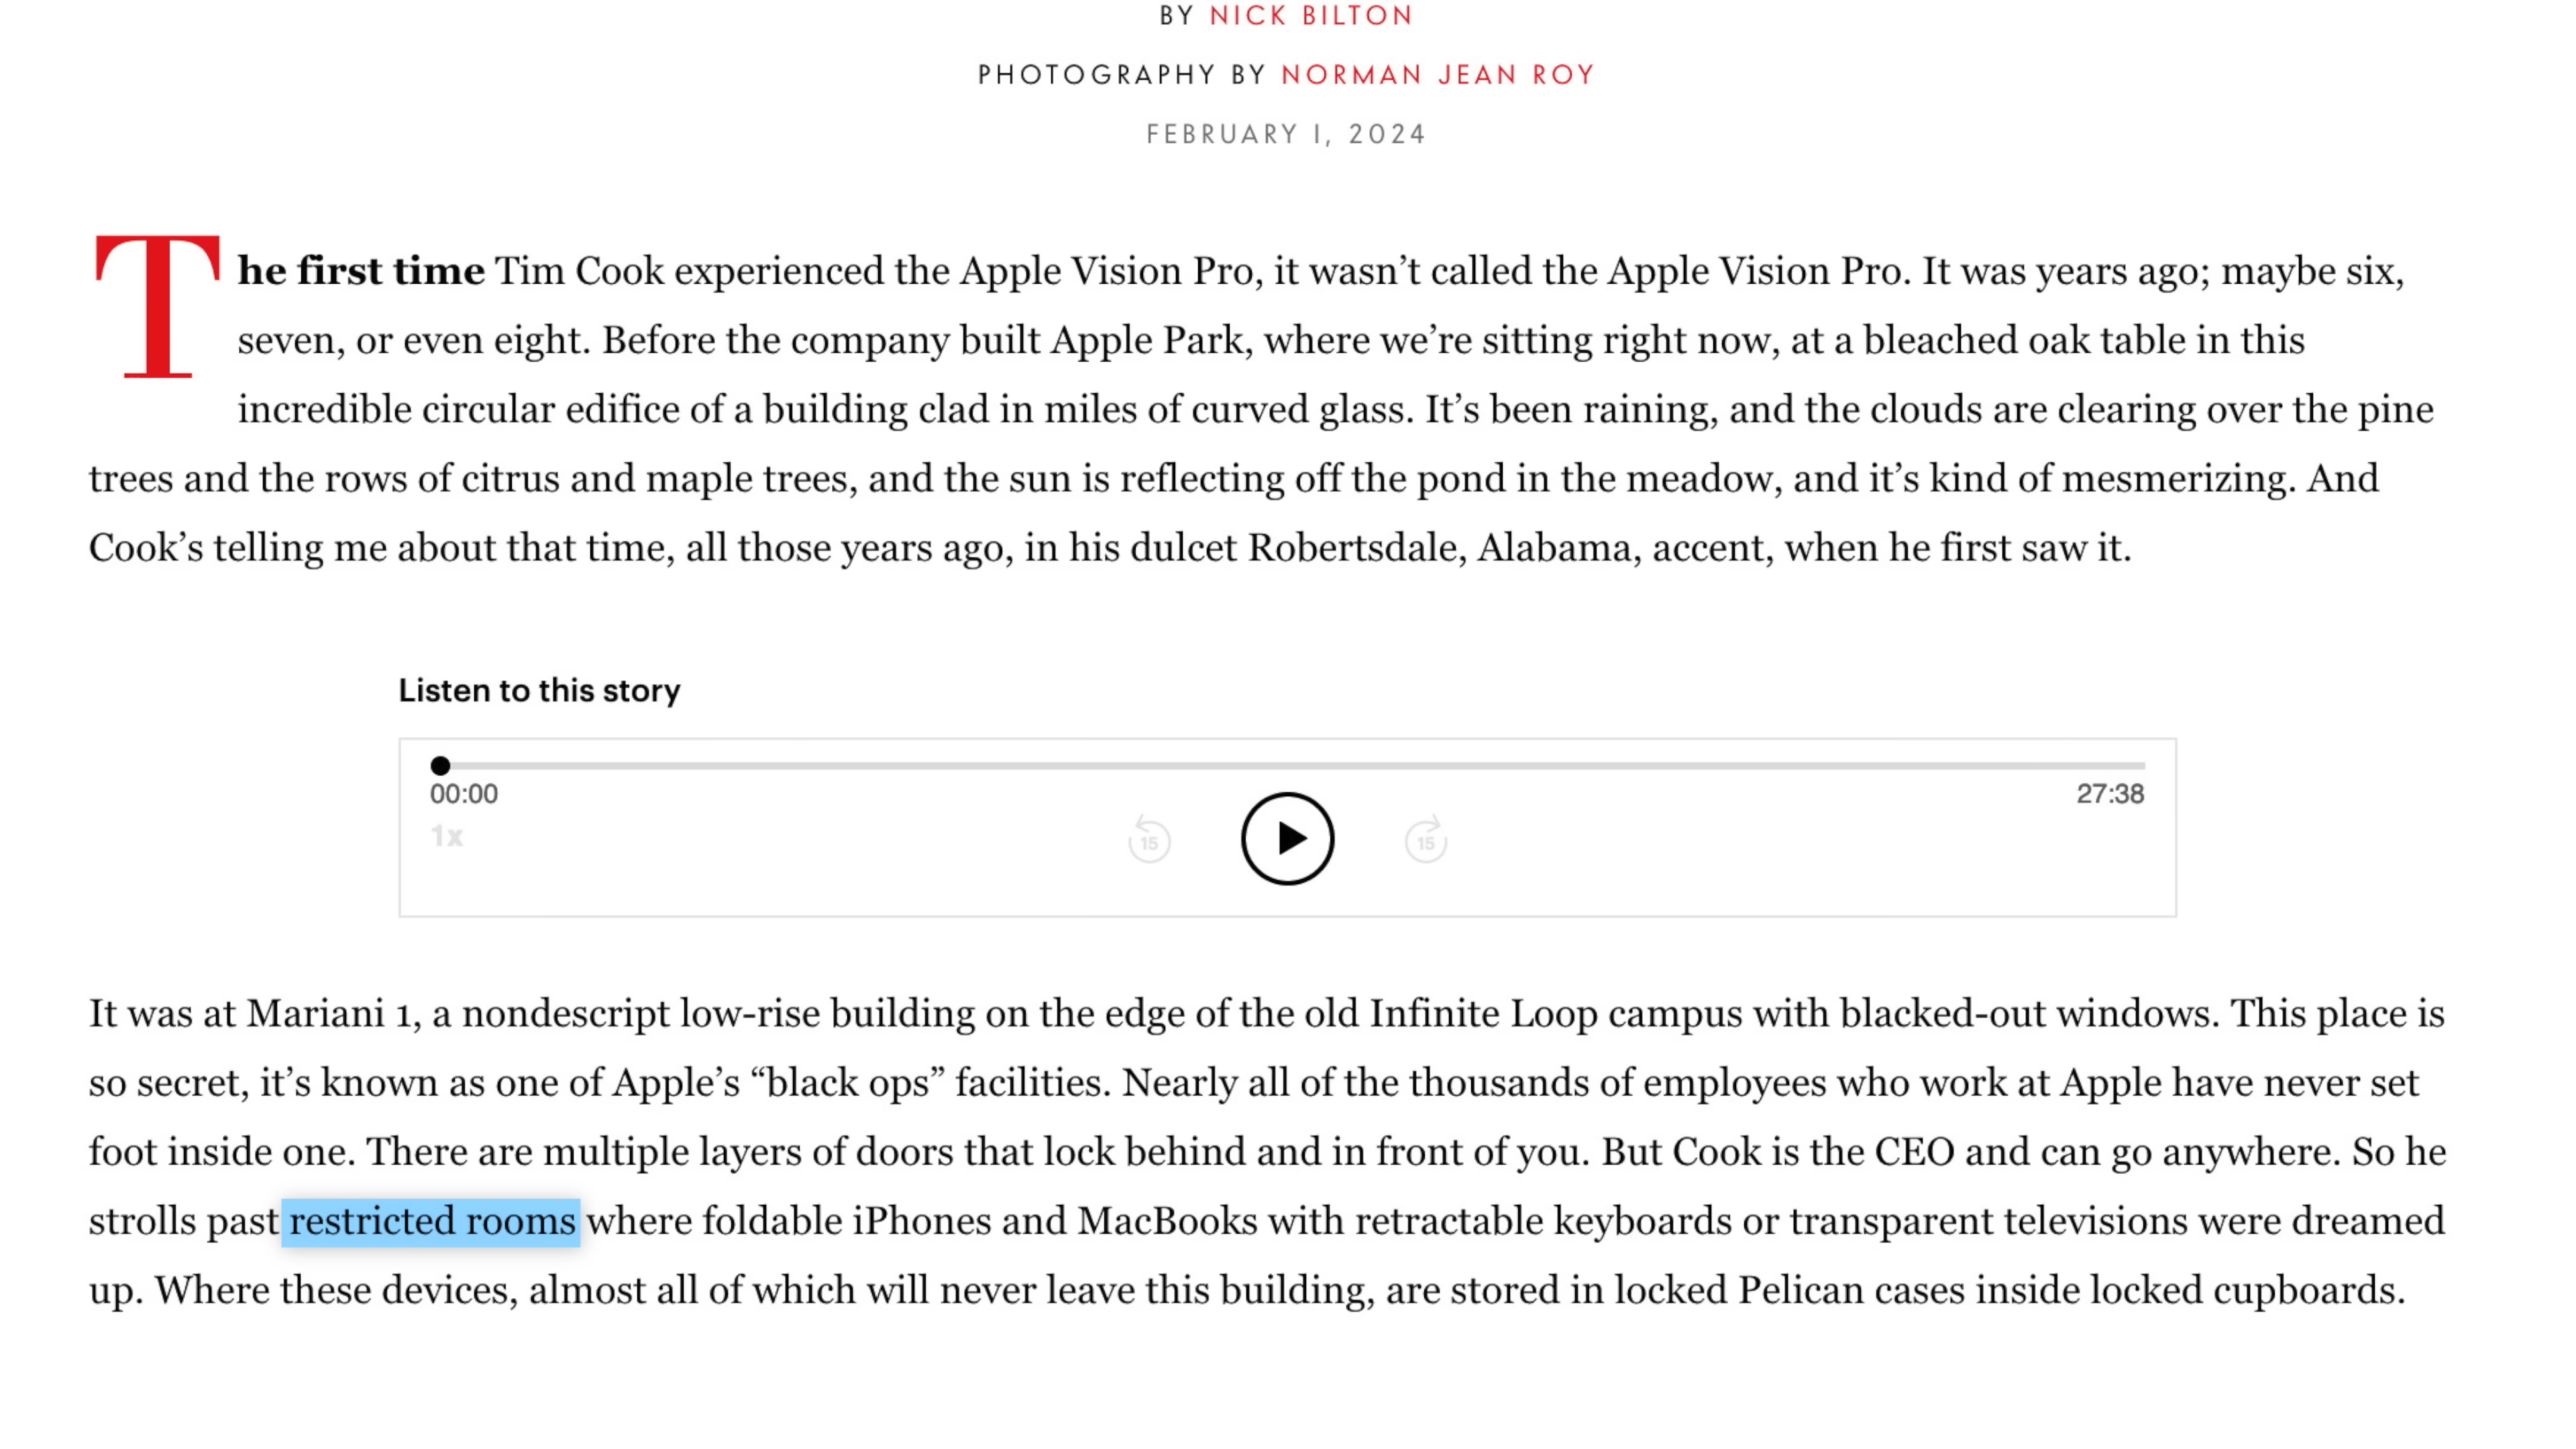 BY NICK BILTON
PHOTOGRAPHY BY NORMAN JEAN ROY
FEBRUARY 1, 2024
The first time Tim Cook experienced the Apple Vision Pro, it wasn’t called the Apple Vision Pro. It was years ago; maybe six,
seven, or even eight. Before the company built Apple Park, where we’re sitting right now, at a bleached oak table in this
incredible circular edifice of a building clad in miles of curved glass. It’s been raining, and the clouds are clearing over the pine
trees and the rows of citrus and maple trees, and the sun is reflecting off the pond in the meadow, and it’s kind of mesmerizing. And
Cook’s telling me about that time, all those years ago, in his dulcet Robertsdale, Alabama, accent, when he first saw it.
Listen to this story
00:00
27:38
1x
15
15
It was at Mariani 1, a nondescript low-rise building on the edge of the old Infinite Loop campus with blacked-out windows. This place is
so secret, it’s known as one of Apple’s “black ops” facilities. Nearly all of the thousands of employees who work at Apple have never set
foot inside one. There are multiple layers of doors that lock behind and in front of you. But Cook is the CEO and can go anywhere. So he
strolls past restricted rooms where foldable iPhones and MacBooks with retractable keyboards or transparent televisions were dreamed
up. Where these devices, almost all of which will never leave this building, are stored in locked Pelican cases inside locked cupboards.